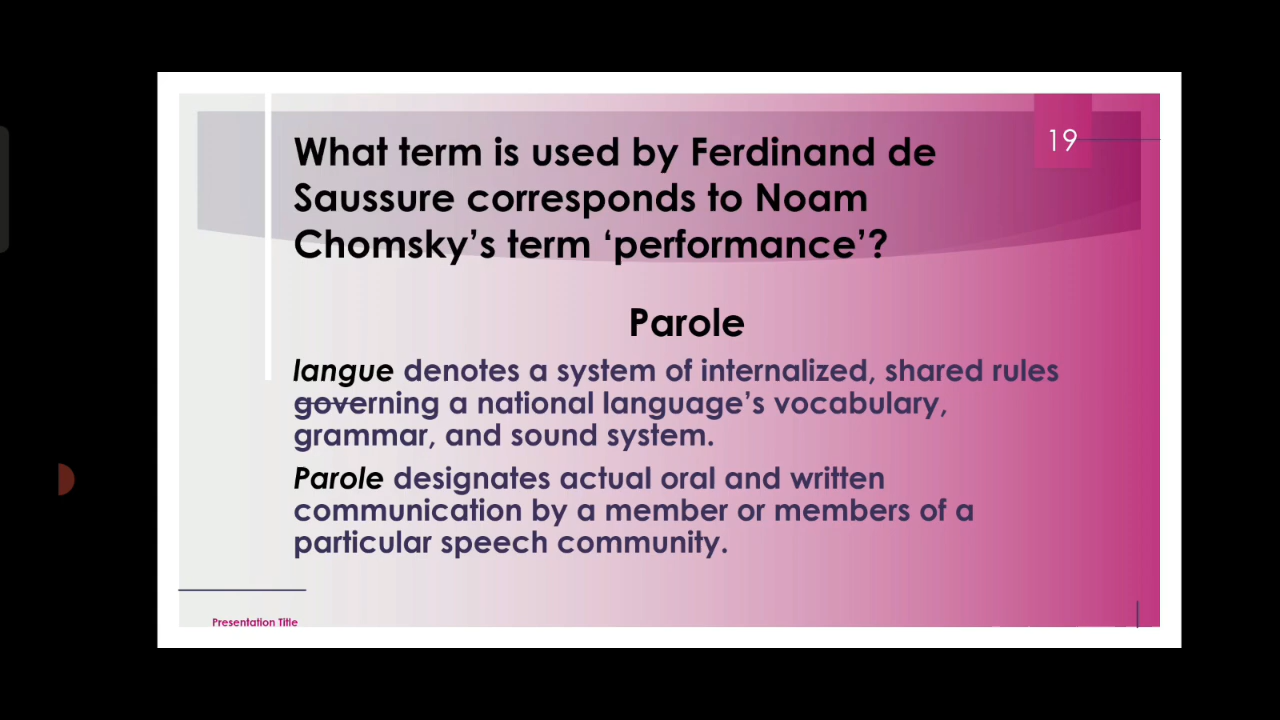 19
What term is used by Ferdinand de
Saussure corresponds to Noam
Chomsky’s term ‘performance’?
Parole
langue denotes a system of internalized, shared rules
governing a national language’s vocabulary,
grammar, and sound system.
Parole designates actual oral and written
communication by a member or members of a
particular speech community.
Presentation Title